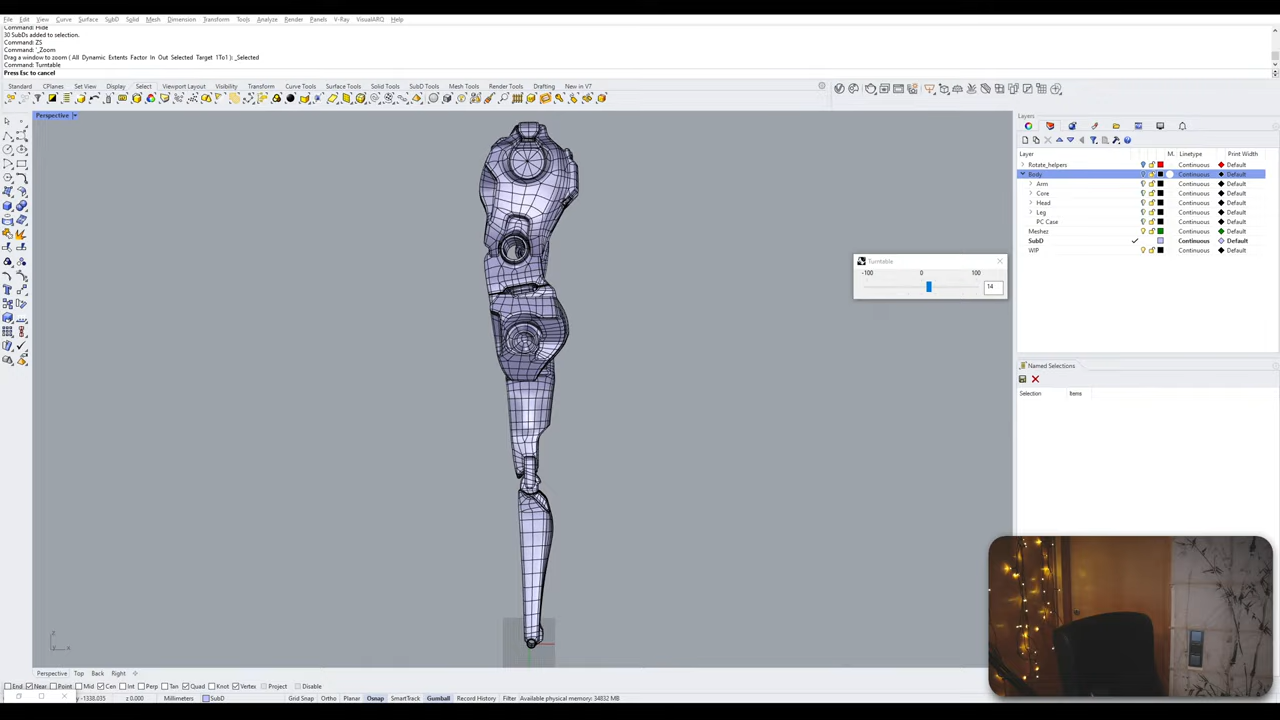 File Edit View Curve Surface SubD Solid Mesh Dimension Transform Tools Analyze Render Panels V-Ray VisualARQ Help
Command: Hide
30 SubDs added to selection.
Command: ZS
Command: '_Zoom
Drag a window to zoom ( All Dynamic Extents Factor In Out Selected Target 1To1 ): _Selected
Command: Turntable
Press Esc to cancel
Standard CPlanes Set View Display Select Viewport Layout Visibility Transform Curve Tools Surface Tools Solid Tools SubD Tools Mesh Tools Render Tools Drafting New in V7
Perspective
Layers
Layer M. Linetype Print Width
Rotate_helpers Continuous Default
Body Continuous Default
Arm Continuous Default
Core Continuous Default
Head Continuous Default
Leg Continuous Default
PC Case Continuous Default
Meshez Continuous Default
SubD Continuous Default
WIP Continuous Default
Turntable
-100 0 100
14
Named Selections
Selection Items
z
x
Perspective Top Back Right
End Near Point Mid Cen Int Perp Tan Quad Knot Vertex Project Disable
-1338.035 z 0.000 Millimeters SubD Grid Snap Ortho Planar Osnap SmartTrack Gumball Record History Filter Available physical memory: 34832 MB